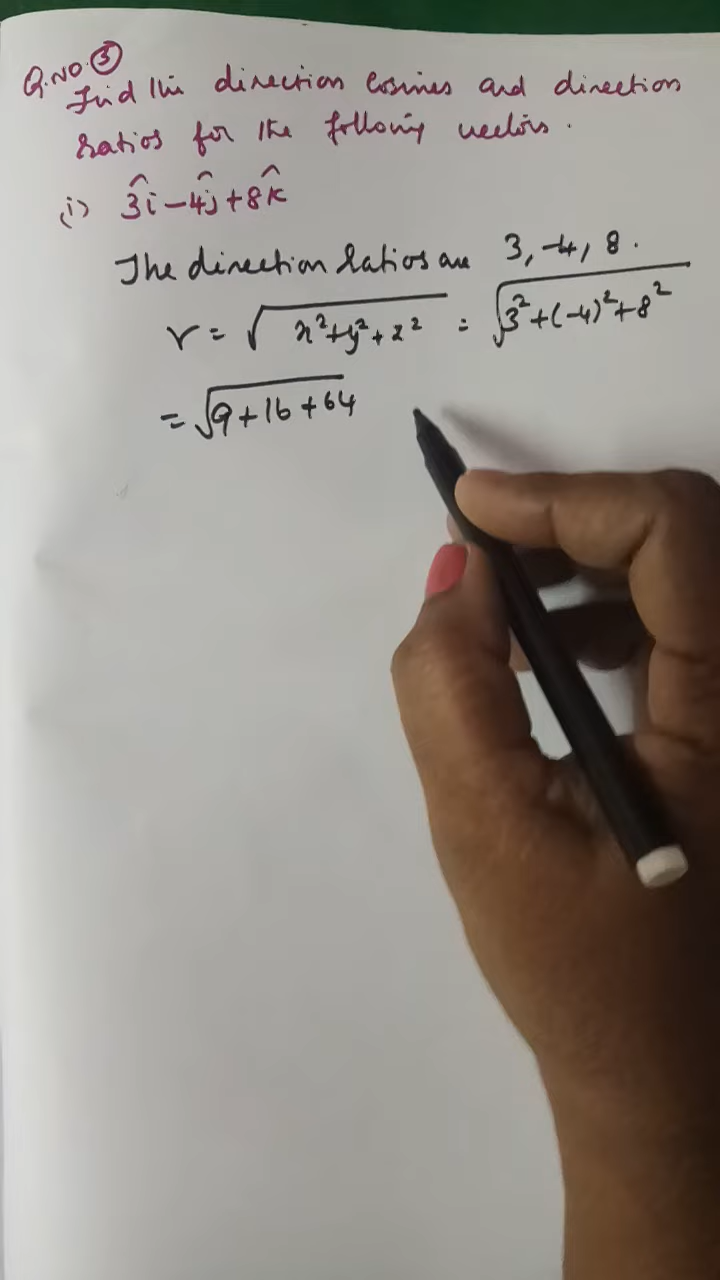 Q.NO. ③
Find the direction cosines and direction
ratios for the following vectors.
(i) 3î - 4ĵ + 8k̂
The direction ratios are 3, -4, 8.
r = √(x² + y² + z²) = √(3² + (-4)² + 8²)
= √(9 + 16 + 64)